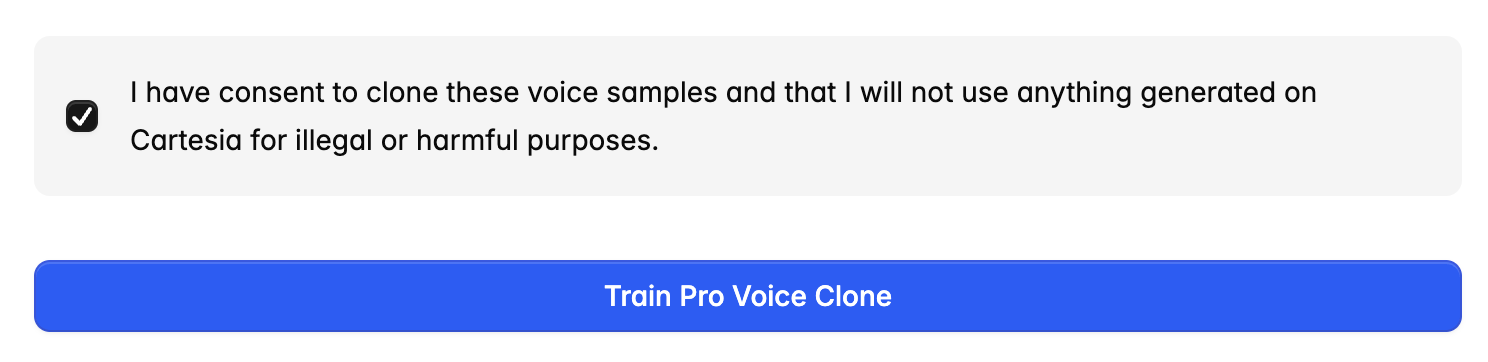 I have consent to clone these voice samples and that I will not use anything generated on
Cartesia for illegal or harmful purposes.
Train Pro Voice Clone